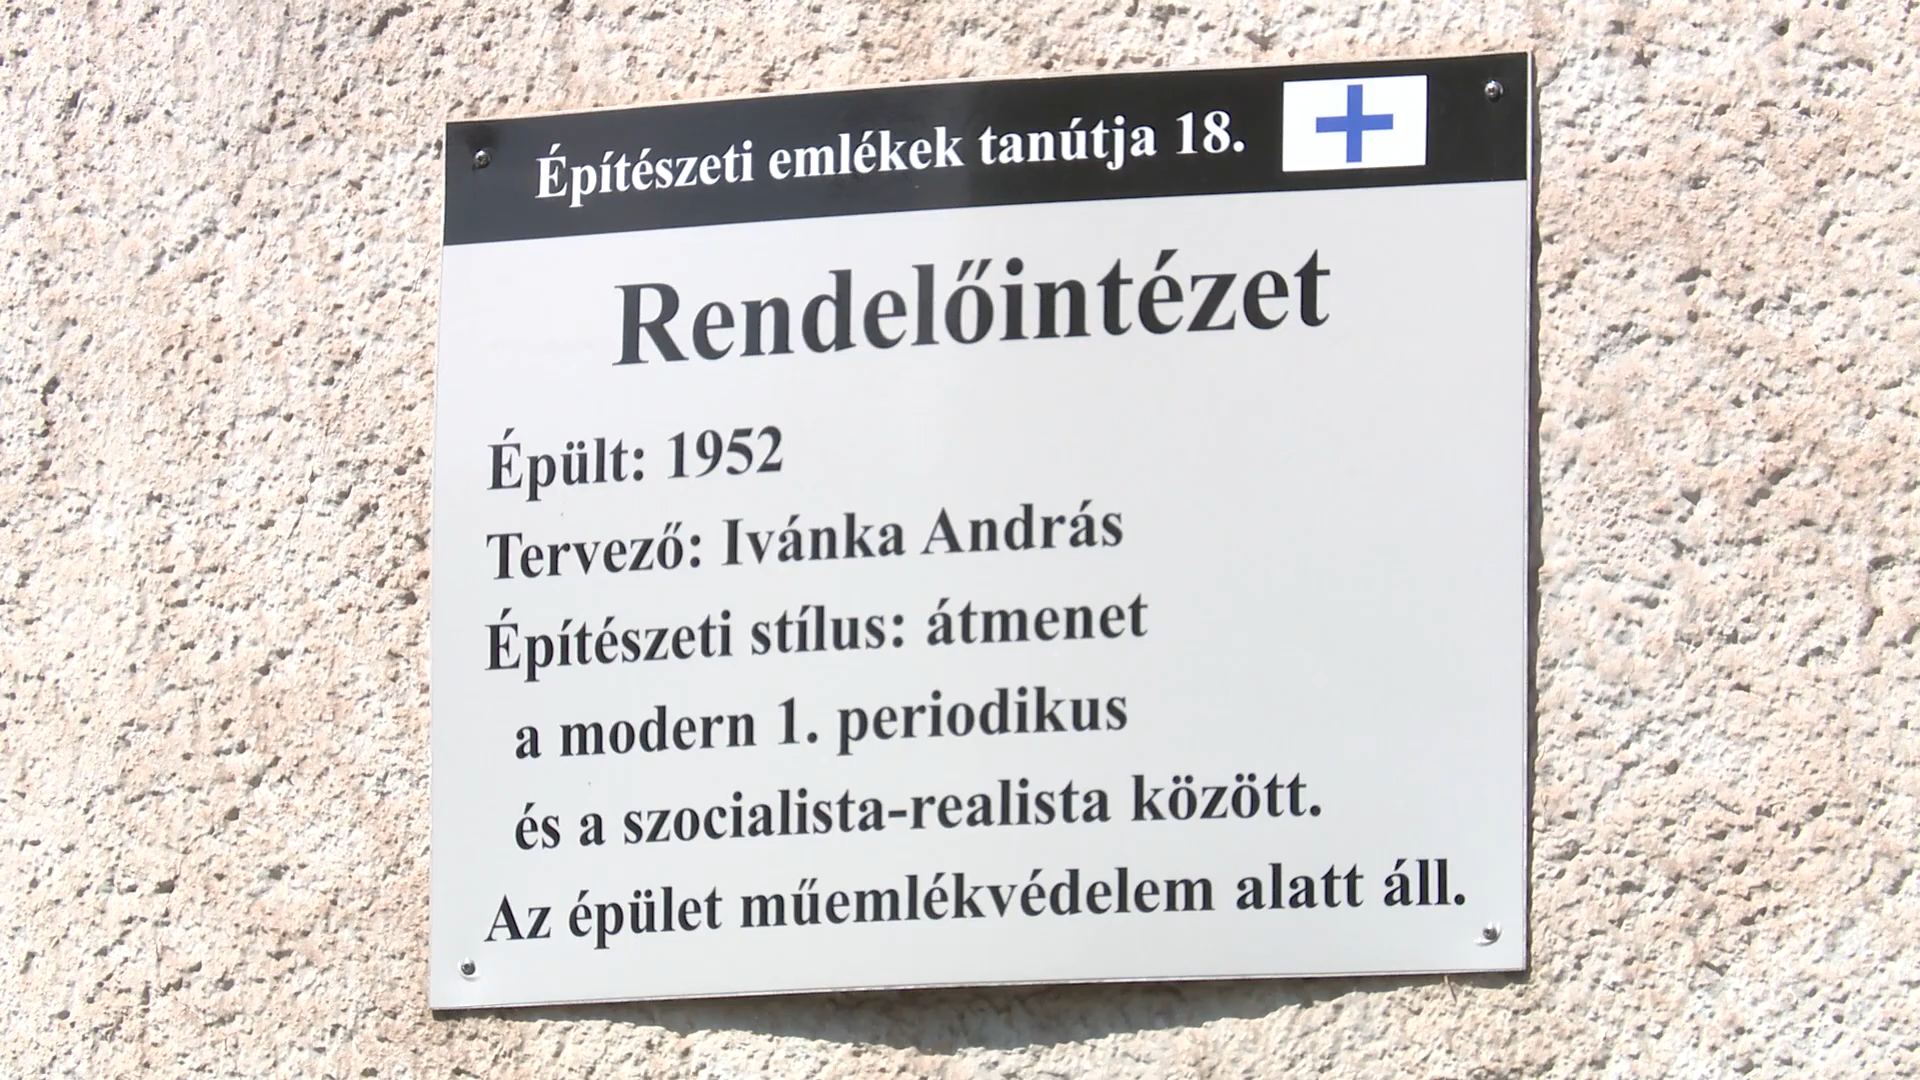 Építészeti emlékek tanútja 18.
Rendelőintézet
Épült: 1952
Tervező: Ivánka András
Építészeti stílus: átmenet
a modern 1. periodikus
és a szocialista-realista között.
Az épület műemlékvédelem alatt áll.